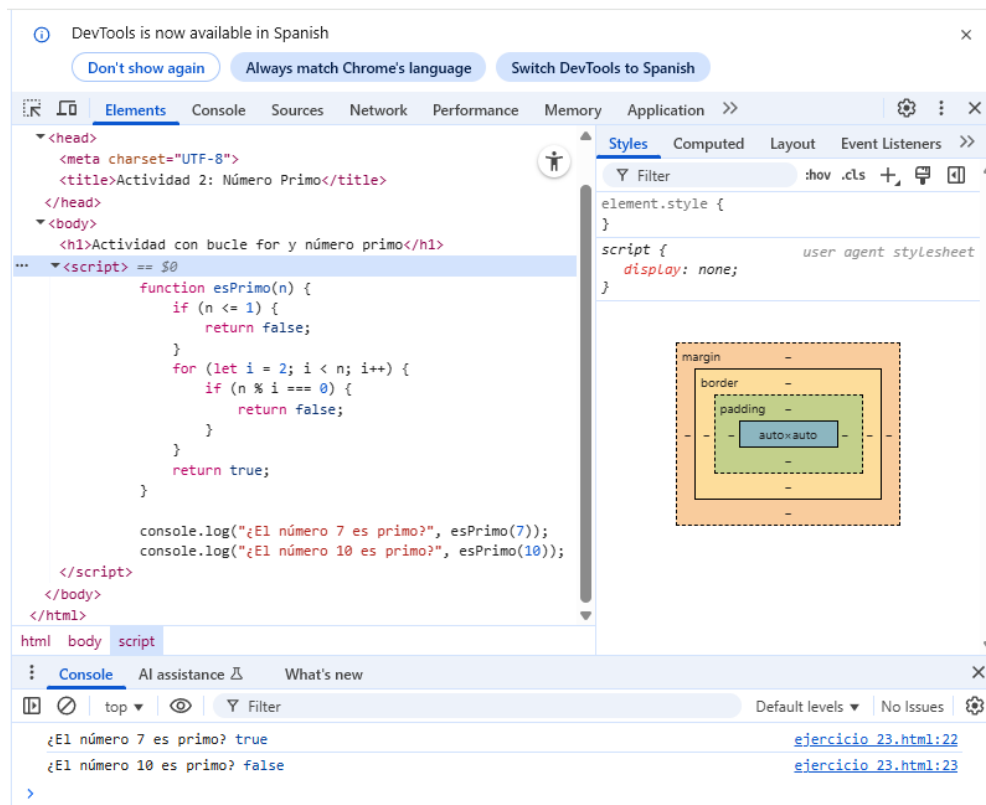 DevTools is now available in Spanish
Don't show again Always match Chrome's language Switch DevTools to Spanish
Elements Console Sources Network Performance Memory Application
<head>
<meta charset="UTF-8">
<title>Actividad 2: Número Primo</title>
</head>
<body>
<h1>Actividad con bucle for y número primo</h1>
<script> == $0
function esPrimo(n) {
if (n <= 1) {
return false;
}
for (let i = 2; i < n; i++) {
if (n % i === 0) {
return false;
}
}
return true;
}
console.log("¿El número 7 es primo?", esPrimo(7));
console.log("¿El número 10 es primo?", esPrimo(10));
</script>
</body>
</html>
html body script
Styles Computed Layout Event Listeners
Filter :hov .cls
element.style {
}
script { user agent stylesheet
display: none;
}
margin –
border –
padding –
– – – auto×auto – – –
–
–
–
Console AI assistance What's new
top Filter Default levels No Issues
¿El número 7 es primo? true ejercicio 23.html:22
¿El número 10 es primo? false ejercicio 23.html:23